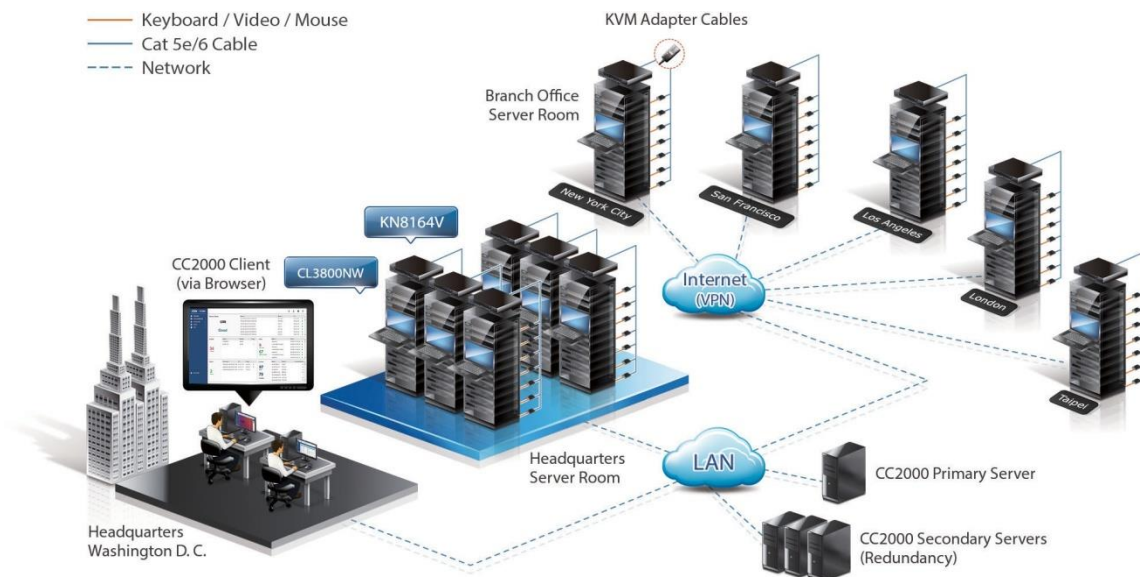 Keyboard / Video / Mouse
Cat 5e/6 Cable
Network
KVM Adapter Cables
Branch Office
Server Room
New York City
San Francisco
Los Angeles
London
Taipei
KN8164V
CL3800NW
CC2000 Client
(via Browser)
Internet
(VPN)
Headquarters
Server Room
LAN
CC2000 Primary Server
CC2000 Secondary Servers
(Redundancy)
Headquarters
Washington D. C.